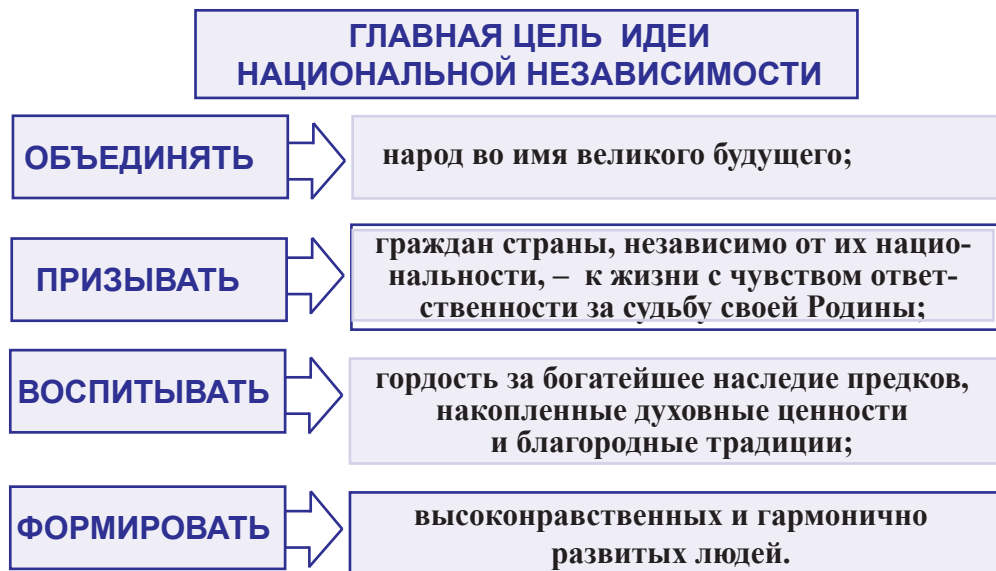 ГЛАВНАЯ ЦЕЛЬ ИДЕИ
НАЦИОНАЛЬНОЙ НЕЗАВИСИМОСТИ
ОБЪЕДИНЯТЬ
народ во имя великого будущего;
ПРИЗЫВАТЬ
граждан страны, независимо от их нацио-
нальности, – к жизни с чувством ответ-
ственности за судьбу своей Родины;
ВОСПИТЫВАТЬ
гордость за богатейшее наследие предков,
накопленные духовные ценности
и благородные традиции;
ФОРМИРОВАТЬ
высоконравственных и гармонично
развитых людей.